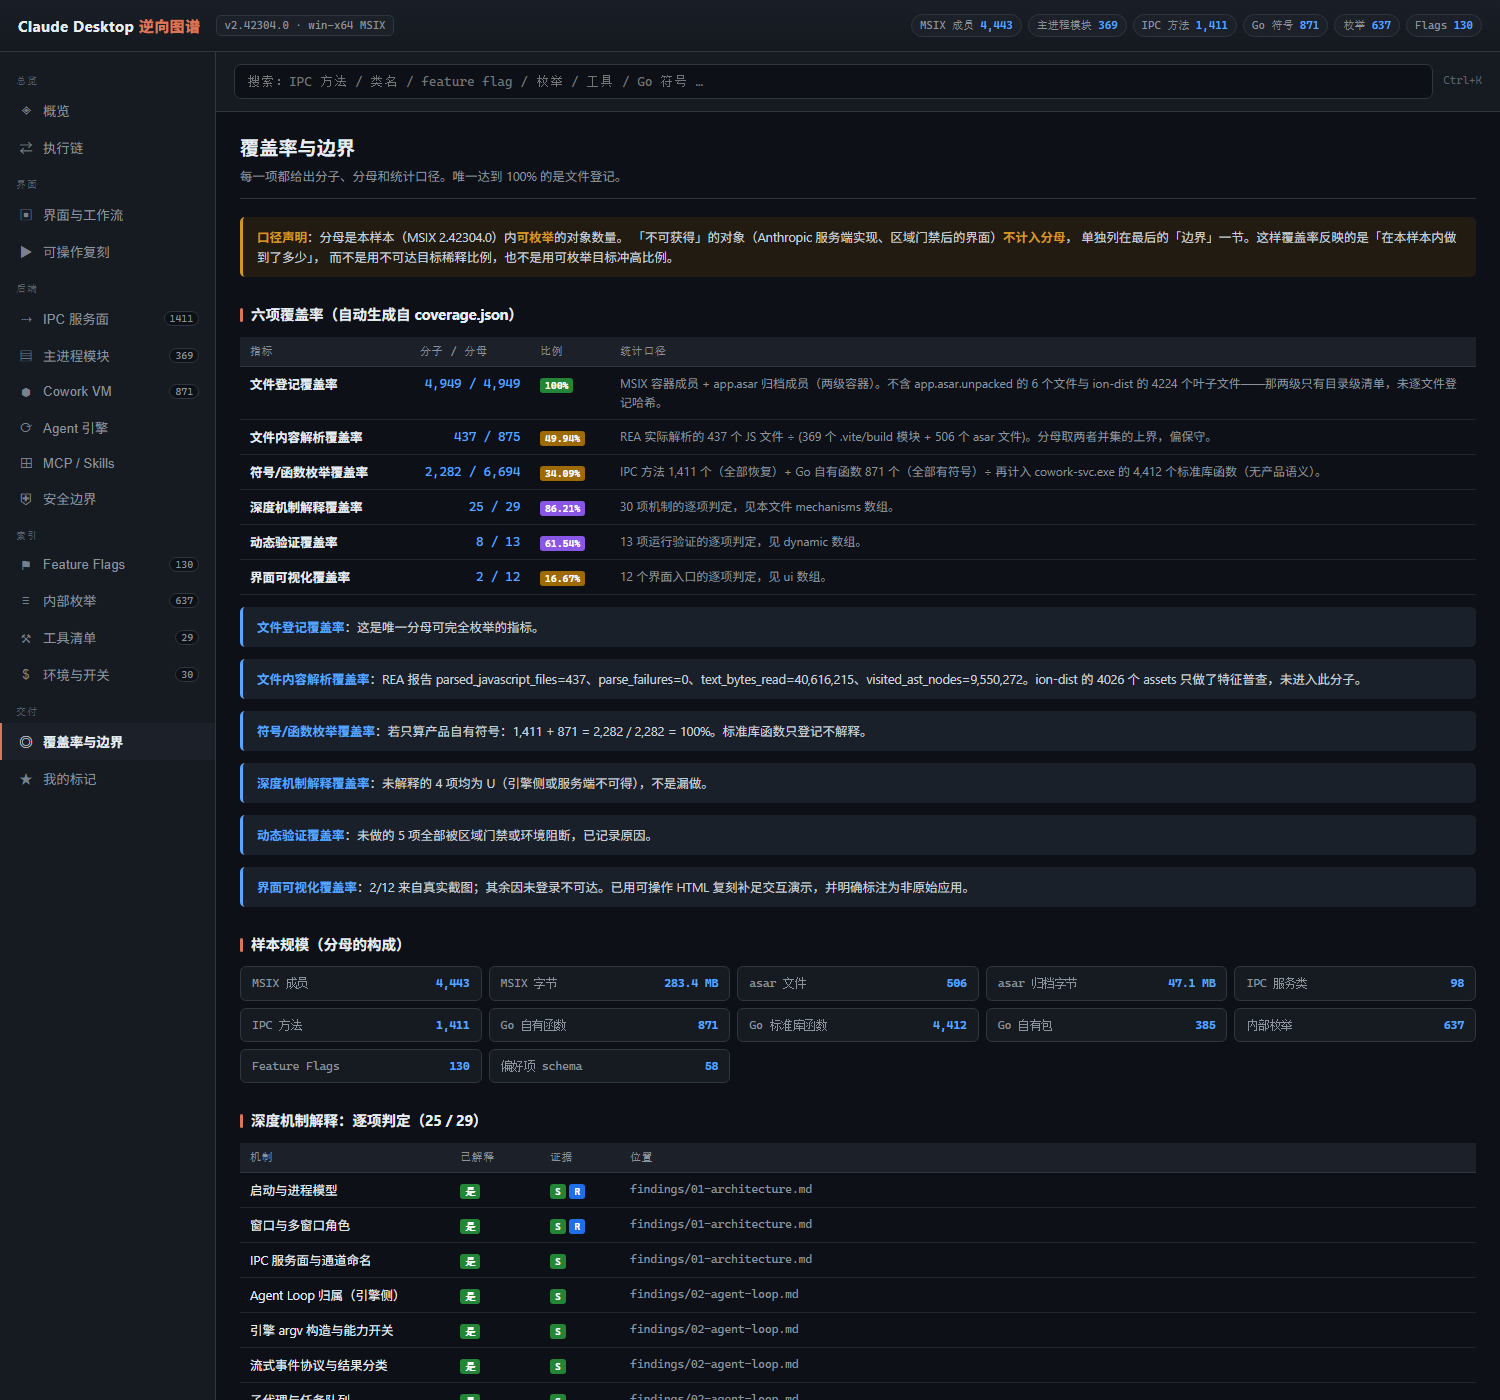 Claude Desktop 逆向图谱 v2.42304.0 · win-x64 MSIX MSIX 成员 4,443 主进程模块 369 IPC 方法 1,411 Go 符号 871 枚举 637 Flags 130
总览
概览
执行链
界面
界面与工作流
可操作复刻
后端
IPC 服务面 1411
主进程模块 369
Cowork VM 871
Agent 引擎
MCP / Skills
安全边界
索引
Feature Flags 130
内部枚举 637
工具清单 29
环境与开关 30
交付
覆盖率与边界
我的标记
搜索: IPC 方法 / 类名 / feature flag / 枚举 / 工具 / Go 符号 … Ctrl+K
覆盖率与边界
每一项都给出分子、分母和统计口径。唯一达到 100% 的是文件登记。
口径声明：分母是本样本（MSIX 2.42304.0）内可枚举的对象数量。 「不可获得」的对象（Anthropic 服务端实现、区域门禁后的界面）不计入分母， 单独列在最后的「边界」一节。这样覆盖率反映的是「在本样本内做
到了多少」， 而不是用不可达目标稀释比例，也不是用可枚举目标冲高比例。
六项覆盖率（自动生成自 coverage.json）
指标 分子 / 分母 比例 统计口径
文件登记覆盖率 4,949 / 4,949 100% MSIX 容器成员 + app.asar 归档成员（两级容器）。不含 app.asar.unpacked 的 6 个文件与 ion-dist 的 4224 个叶子文件——那两级只有目录级清单，未逐文件登
记哈希。
文件内容解析覆盖率 437 / 875 49.94% REA 实际解析的 437 个 JS 文件 ÷ (369 个 .vite/build 模块 + 506 个 asar 文件)。分母取两者并集的上界，偏保守。
符号/函数枚举覆盖率 2,282 / 6,694 34.09% IPC 方法 1,411 个（全部恢复）+ Go 自有函数 871 个（全部有符号）÷ 再计入 cowork-svc.exe 的 4,412 个标准库函数（无产品语义）。
深度机制解释覆盖率 25 / 29 86.21% 30 项机制的逐项判定，见本文件 mechanisms 数组。
动态验证覆盖率 8 / 13 61.54% 13 项运行验证的逐项判定，见 dynamic 数组。
界面可视化覆盖率 2 / 12 16.67% 12 个界面入口的逐项判定，见 ui 数组。
文件登记覆盖率：这是唯一分母可完全枚举的指标。
文件内容解析覆盖率：REA 报告 parsed_javascript_files=437、parse_failures=0、text_bytes_read=40,616,215、visited_ast_nodes=9,550,272。ion-dist 的 4026 个 assets 只做了特征普查，未进入此分子。
符号/函数枚举覆盖率：若只算产品自有符号：1,411 + 871 = 2,282 / 2,282 = 100%。标准库函数只登记不解释。
深度机制解释覆盖率：未解释的 4 项均为 U（引擎侧或服务端不可得），不是漏做。
动态验证覆盖率：未做的 5 项全部被区域门禁或环境阻断，已记录原因。
界面可视化覆盖率：2/12 来自真实截图；其余因未登录不可达。已用可操作 HTML 复刻补足交互演示，并明确标注为非原始应用。
样本规模（分母的构成）
MSIX 成员 4,443 MSIX 字节 283.4 MB asar 文件 506 asar 归档字节 47.1 MB IPC 服务类 98
IPC 方法 1,411 Go 自有函数 871 Go 标准库函数 4,412 Go 自有包 385 内部枚举 637
Feature Flags 130 偏好项 schema 58
深度机制解释：逐项判定（25 / 29）
机制 已解释 证据 位置
启动与进程模型 是 S R findings/01-architecture.md
窗口与多窗口角色 是 S R findings/01-architecture.md
IPC 服务面与通道命名 是 S findings/01-architecture.md
Agent Loop 归属（引擎侧） 是 S findings/02-agent-loop.md
引擎 argv 构造与能力开关 是 S findings/02-agent-loop.md
流式事件协议与结果分类 是 S findings/02-agent-loop.md
子代理与任务队列 是 S findings/02-agent-loop.md